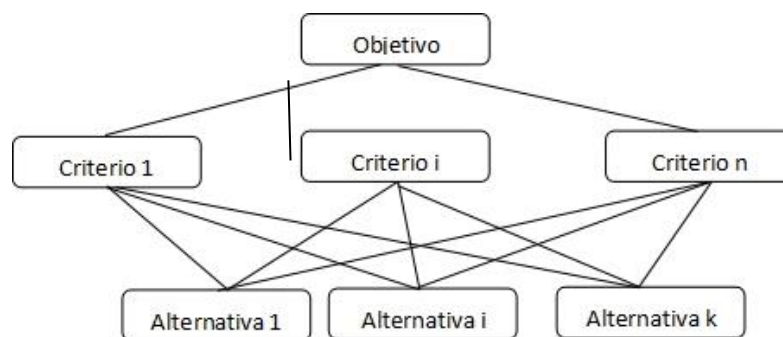 Objetivo
Criterio 1
Criterio i
Criterio n
Alternativa 1
Alternativa i
Alternativa k